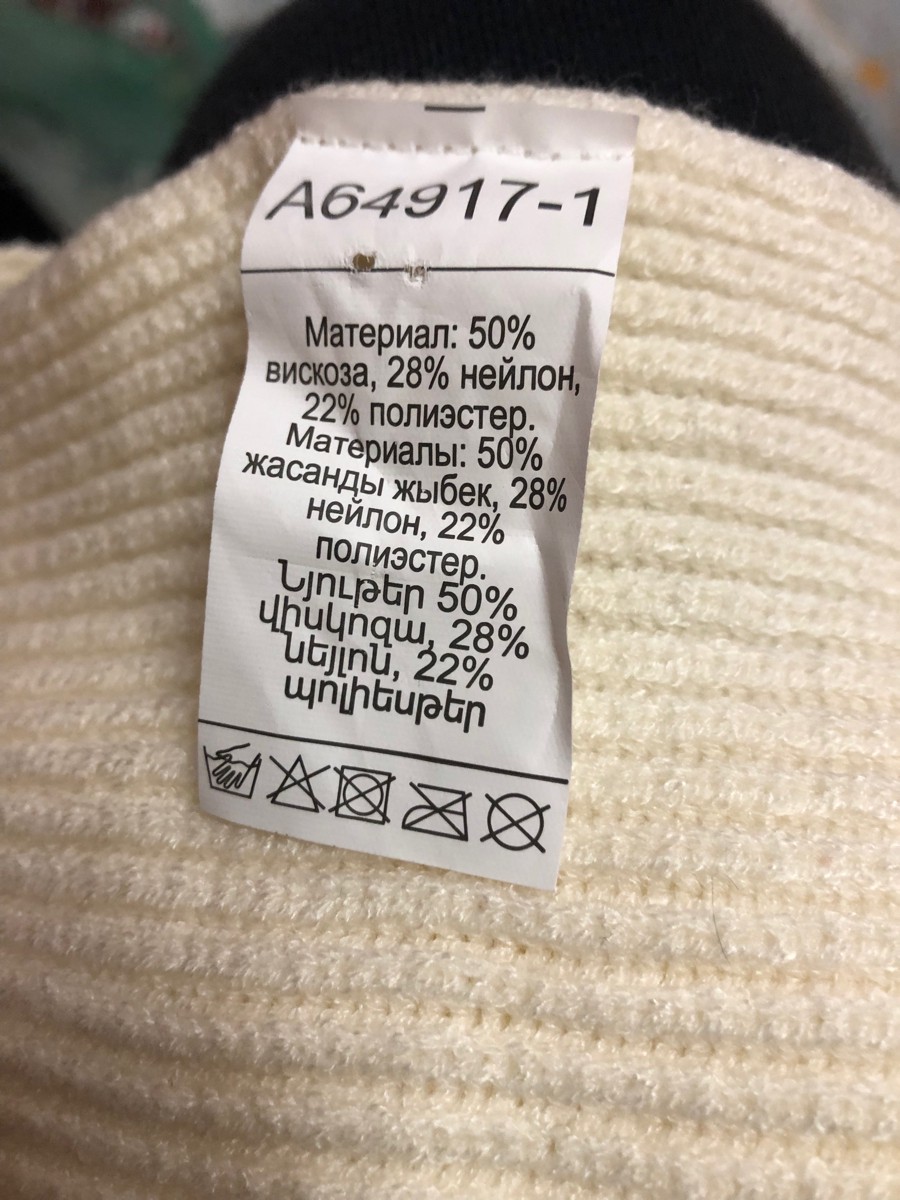 A64917-1
Материал: 50%
вискоза, 28% нейлон,
22% полиэстер.
Материалы: 50%
жасанды жыбек, 28%
нейлон, 22%
полиэстер.
Նյութեր 50%
վիսկոզա, 28%
նեյլոն, 22%
պոլիեսթեր